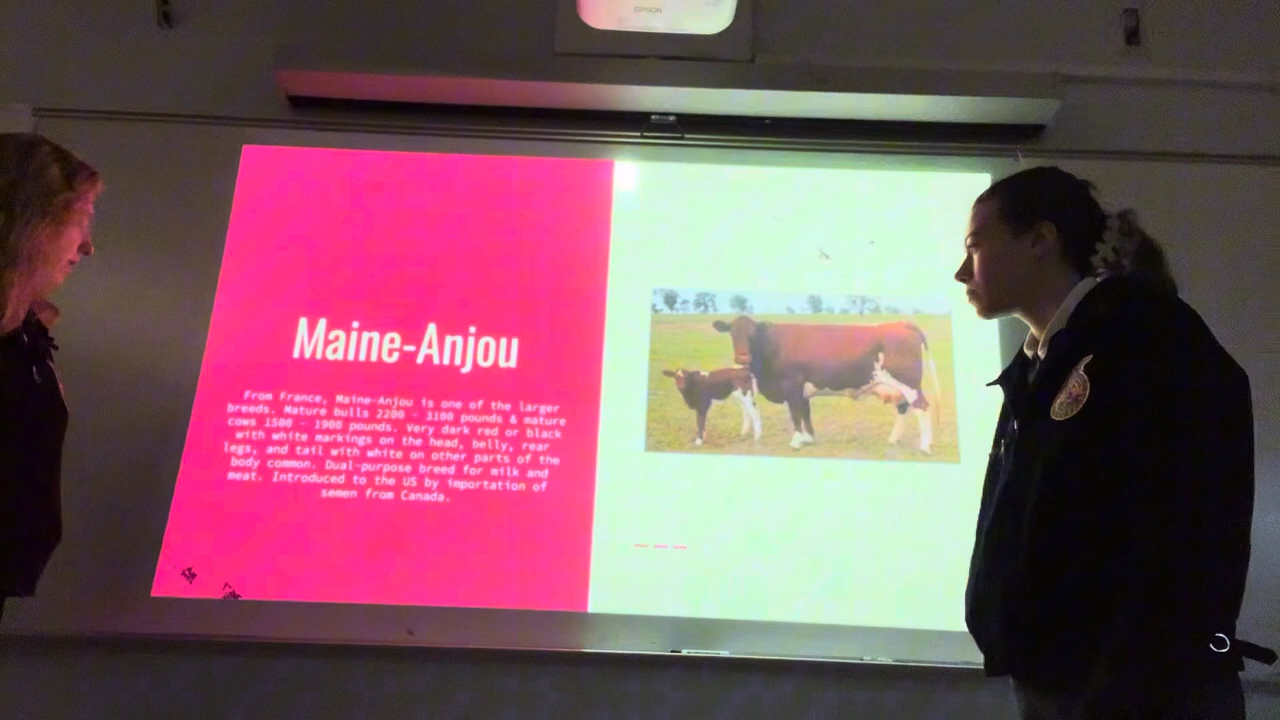 EPSON
Maine-Anjou
From France, Maine-Anjou is one of the larger
breeds. Mature bulls 2200 - 3100 pounds & mature
cows 1500 - 1900 pounds. Very dark red or black
with white markings on the head, belly, rear
legs, and tail with white on other parts of the
body common. Dual-purpose breed for milk and
meat. Introduced to the US by importation of
semen from Canada.